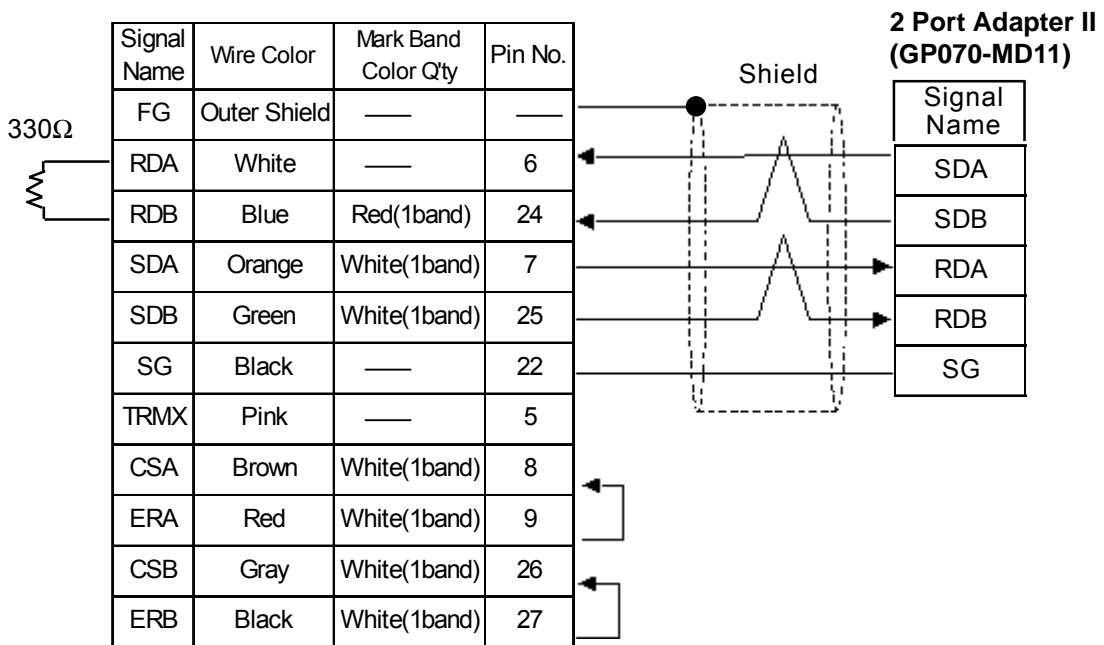 2 Port Adapter II
(GP070-MD11)
Signal Name Wire Color Mark Band Color Q'ty Pin No.
Shield
Signal
Name
330Ω
FG Outer Shield —— ——
RDA White —— 6
SDA
RDB Blue Red(1band) 24
SDB
SDA Orange White(1band) 7
RDA
SDB Green White(1band) 25
RDB
SG Black —— 22
SG
TRMX Pink —— 5
CSA Brown White(1band) 8
ERA Red White(1band) 9
CSB Gray White(1band) 26
ERB Black White(1band) 27